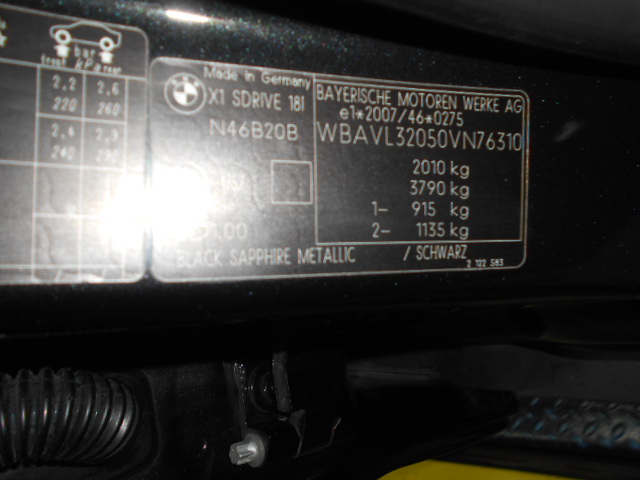 bar
front kPa rear
2,2 2,6
220 260
2,4
240
BMW
Made in Germany
X1 SDRIVE 18I
N46B20B
BAYERISCHE MOTOREN WERKE AG
e1*2007/46*0275
WBAVL32050VN76310
2010 kg
3790 kg
1- 915 kg
2- 1135 kg
BLACK SAPPHIRE METALLIC / SCHWARZ
2 122 583